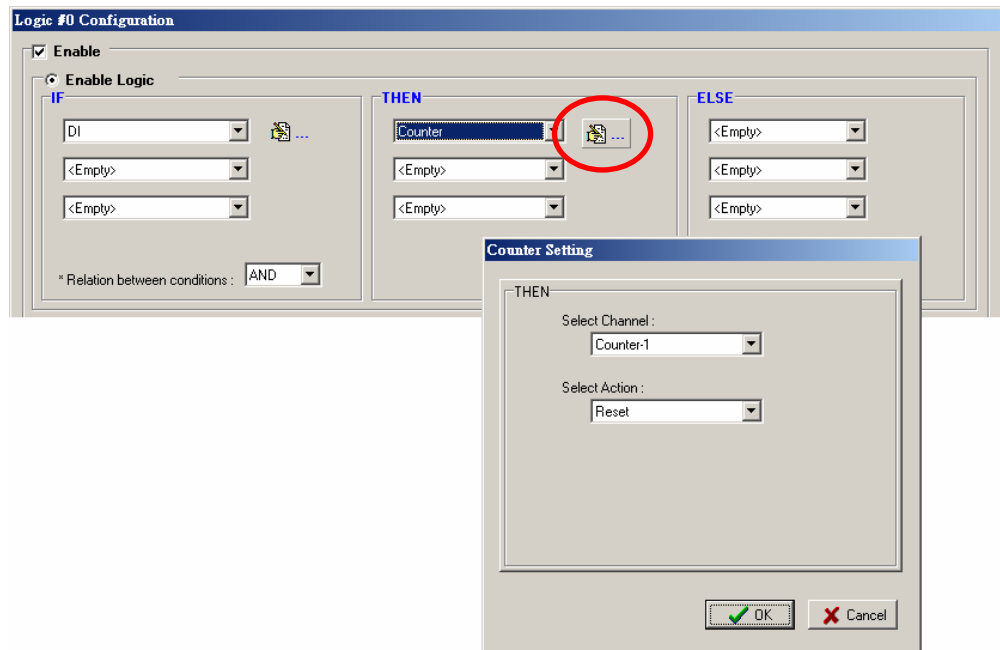 Logic #0 Configuration
Enable
Enable Logic
IF
THEN
ELSE
DI
...
Counter
...
<Empty>
<Empty>
<Empty>
<Empty>
<Empty>
<Empty>
<Empty>
* Relation between conditions : AND
Counter Setting
THEN
Select Channel :
Counter-1
Select Action :
Reset
OK
Cancel